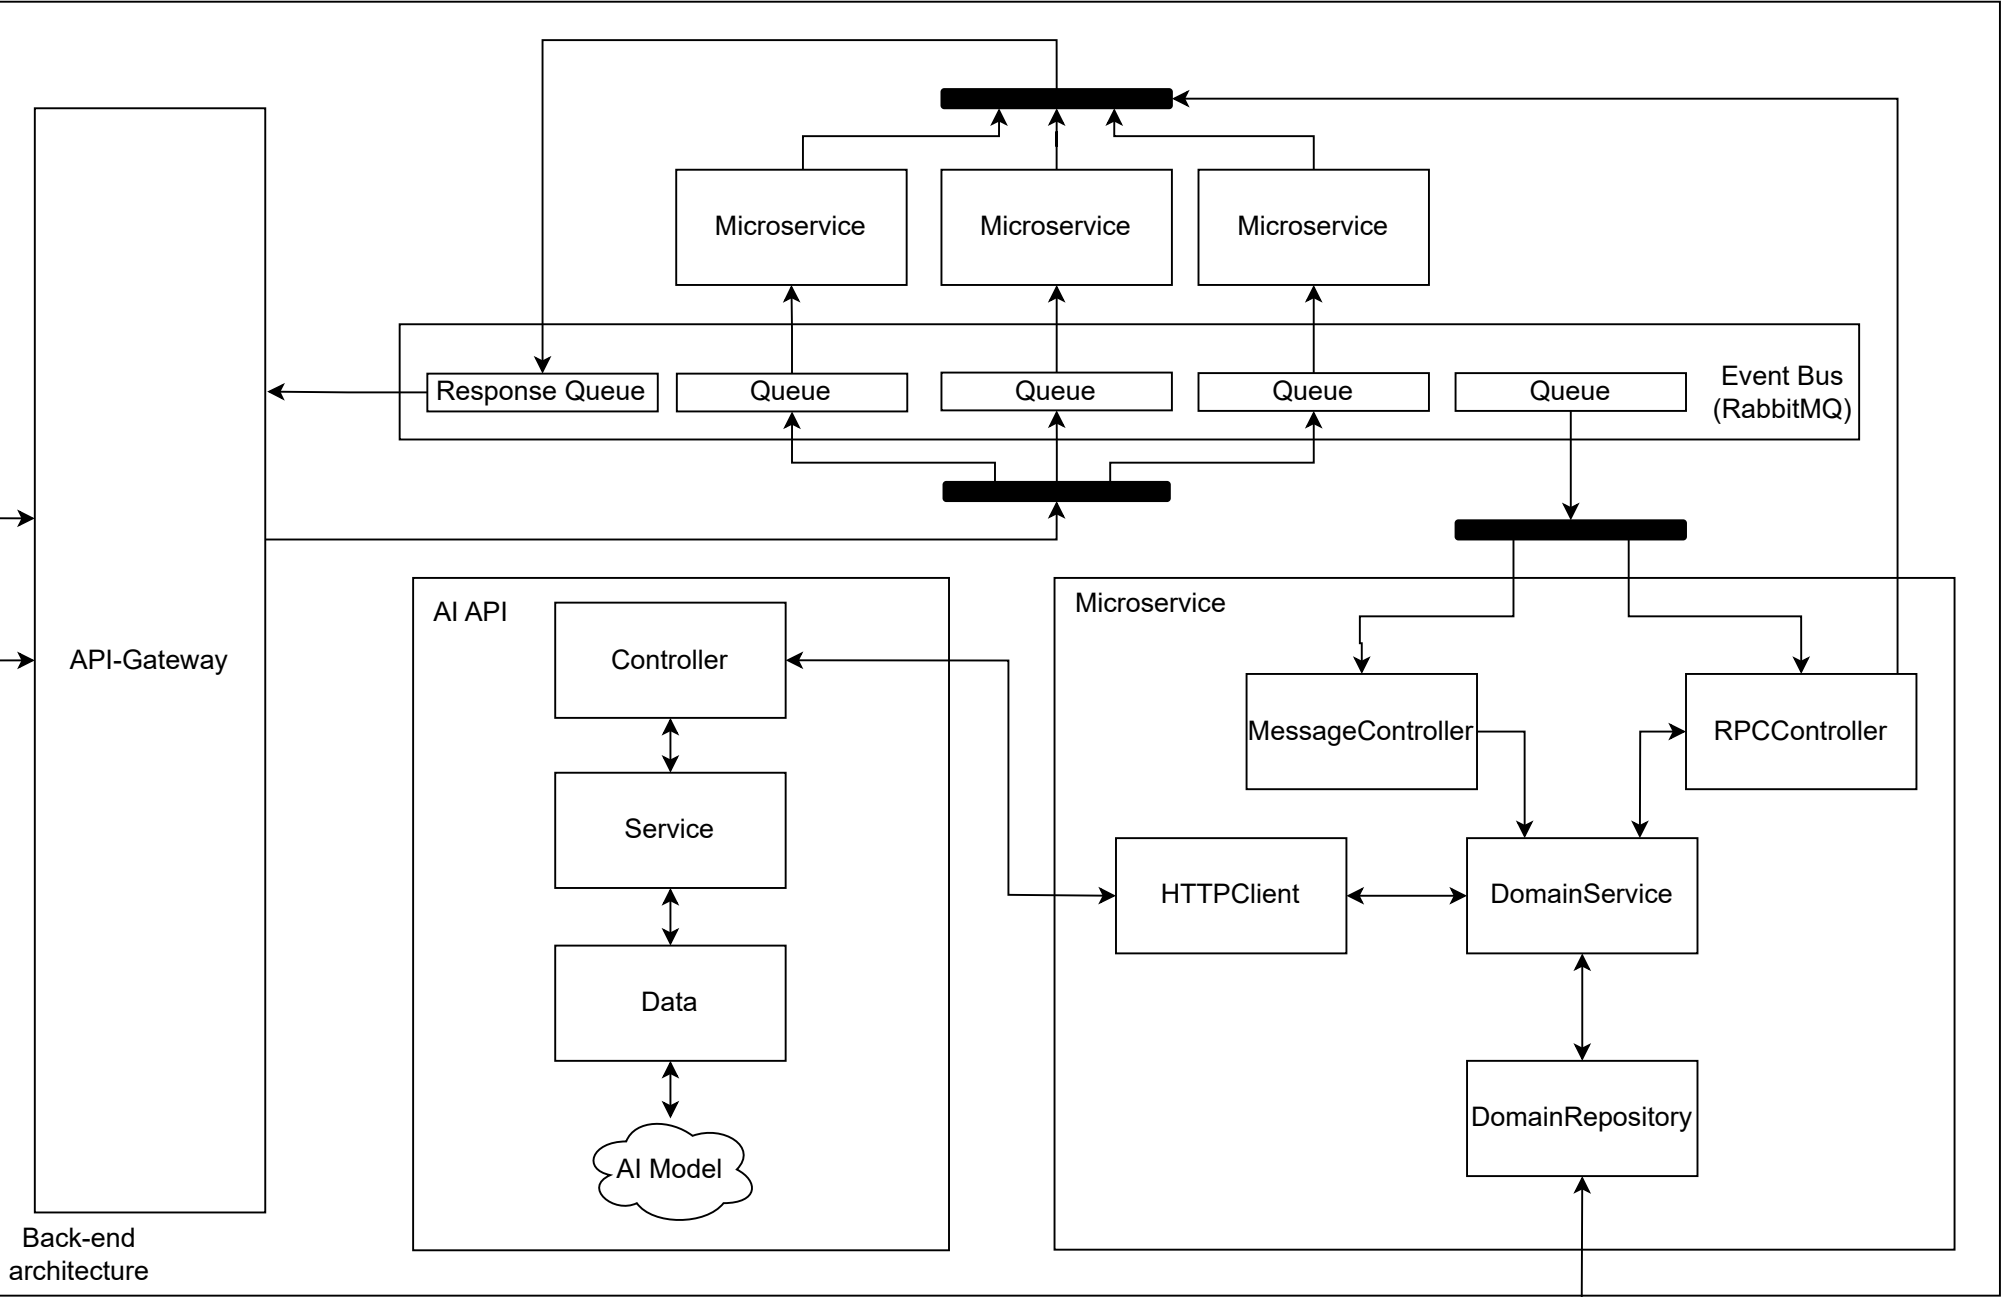 Microservice
Microservice
Microservice
Response Queue
Queue
Queue
Queue
Queue
Event Bus
(RabbitMQ)
API-Gateway
AI API
Controller
Service
Data
AI Model
Microservice
MessageController
RPCController
HTTPClient
DomainService
DomainRepository
Back-end
architecture